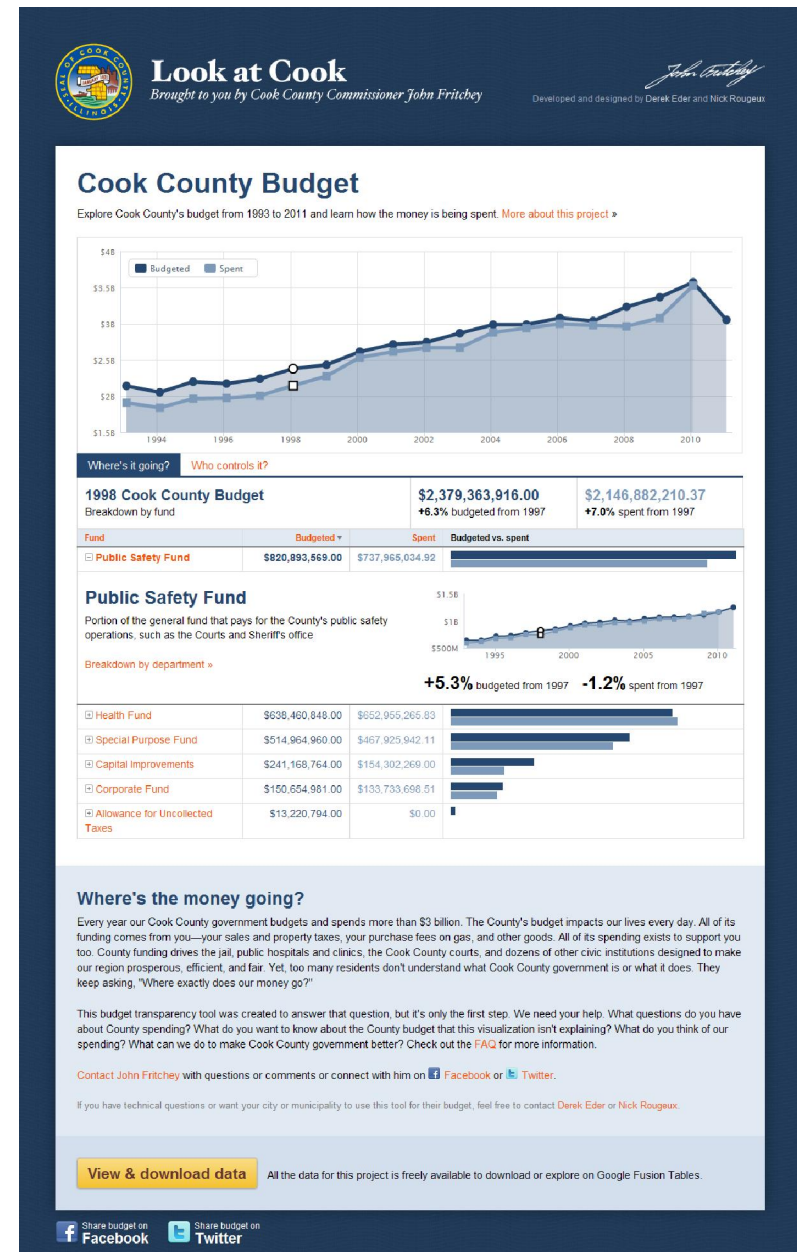 SEAL OF COOK COUNTY
ILLINOIS
Look at Cook
Brought to you by Cook County Commissioner John Fritchey
John Fritchey
Developed and designed by Derek Eder and Nick Rougeux
Cook County Budget
Explore Cook County's budget from 1993 to 2011 and learn how the money is being spent. More about this project »
$4B
Budgeted Spent
$3.5B
$3B
$2.5B
$2B
$1.5B
1994 1996 1998 2000 2002 2004 2006 2008 2010
Where's it going? Who controls it?
1998 Cook County Budget $2,379,363,916.00 $2,146,882,210.37
Breakdown by fund +6.3% budgeted from 1997 +7.0% spent from 1997
Fund Budgeted Spent Budgeted vs. spent
Public Safety Fund $820,893,569.00 $737,965,034.92
Public Safety Fund
Portion of the general fund that pays for the County's public safety
operations, such as the Courts and Sheriff's office
Breakdown by department »
$1.5B
$1B
$500M
1995 2000 2005 2010
+5.3% budgeted from 1997 -1.2% spent from 1997
Health Fund $638,460,848.00 $652,955,265.83
Special Purpose Fund $514,964,960.00 $467,925,942.11
Capital Improvements $241,168,764.00 $154,302,269.00
Corporate Fund $150,654,981.00 $133,733,698.51
Allowance for Uncollected $13,220,794.00 $0.00
Taxes
Where's the money going?
Every year our Cook County government budgets and spends more than $3 billion. The County's budget impacts our lives every day. All of its
funding comes from you—your sales and property taxes, your purchase fees on gas, and other goods. All of its spending exists to support you
too. County funding drives the jail, public hospitals and clinics, the Cook County courts, and dozens of other civic institutions designed to make
our region prosperous, efficient, and fair. Yet, too many residents don't understand what Cook County government is or what it does. They
keep asking, "Where exactly does our money go?"
This budget transparency tool was created to answer that question, but it's only the first step. We need your help. What questions do you have
about County spending? What do you want to know about the County budget that this visualization isn't explaining? What do you think of our
spending? What can we do to make Cook County government better? Check out the FAQ for more information.
Contact John Fritchey with questions or comments or connect with him on Facebook or Twitter.
If you have technical questions or want your city or municipality to use this tool for their budget, feel free to contact Derek Eder or Nick Rougeux.
View & download data All the data for this project is freely available to download or explore on Google Fusion Tables.
Share budget on Facebook Share budget on Twitter